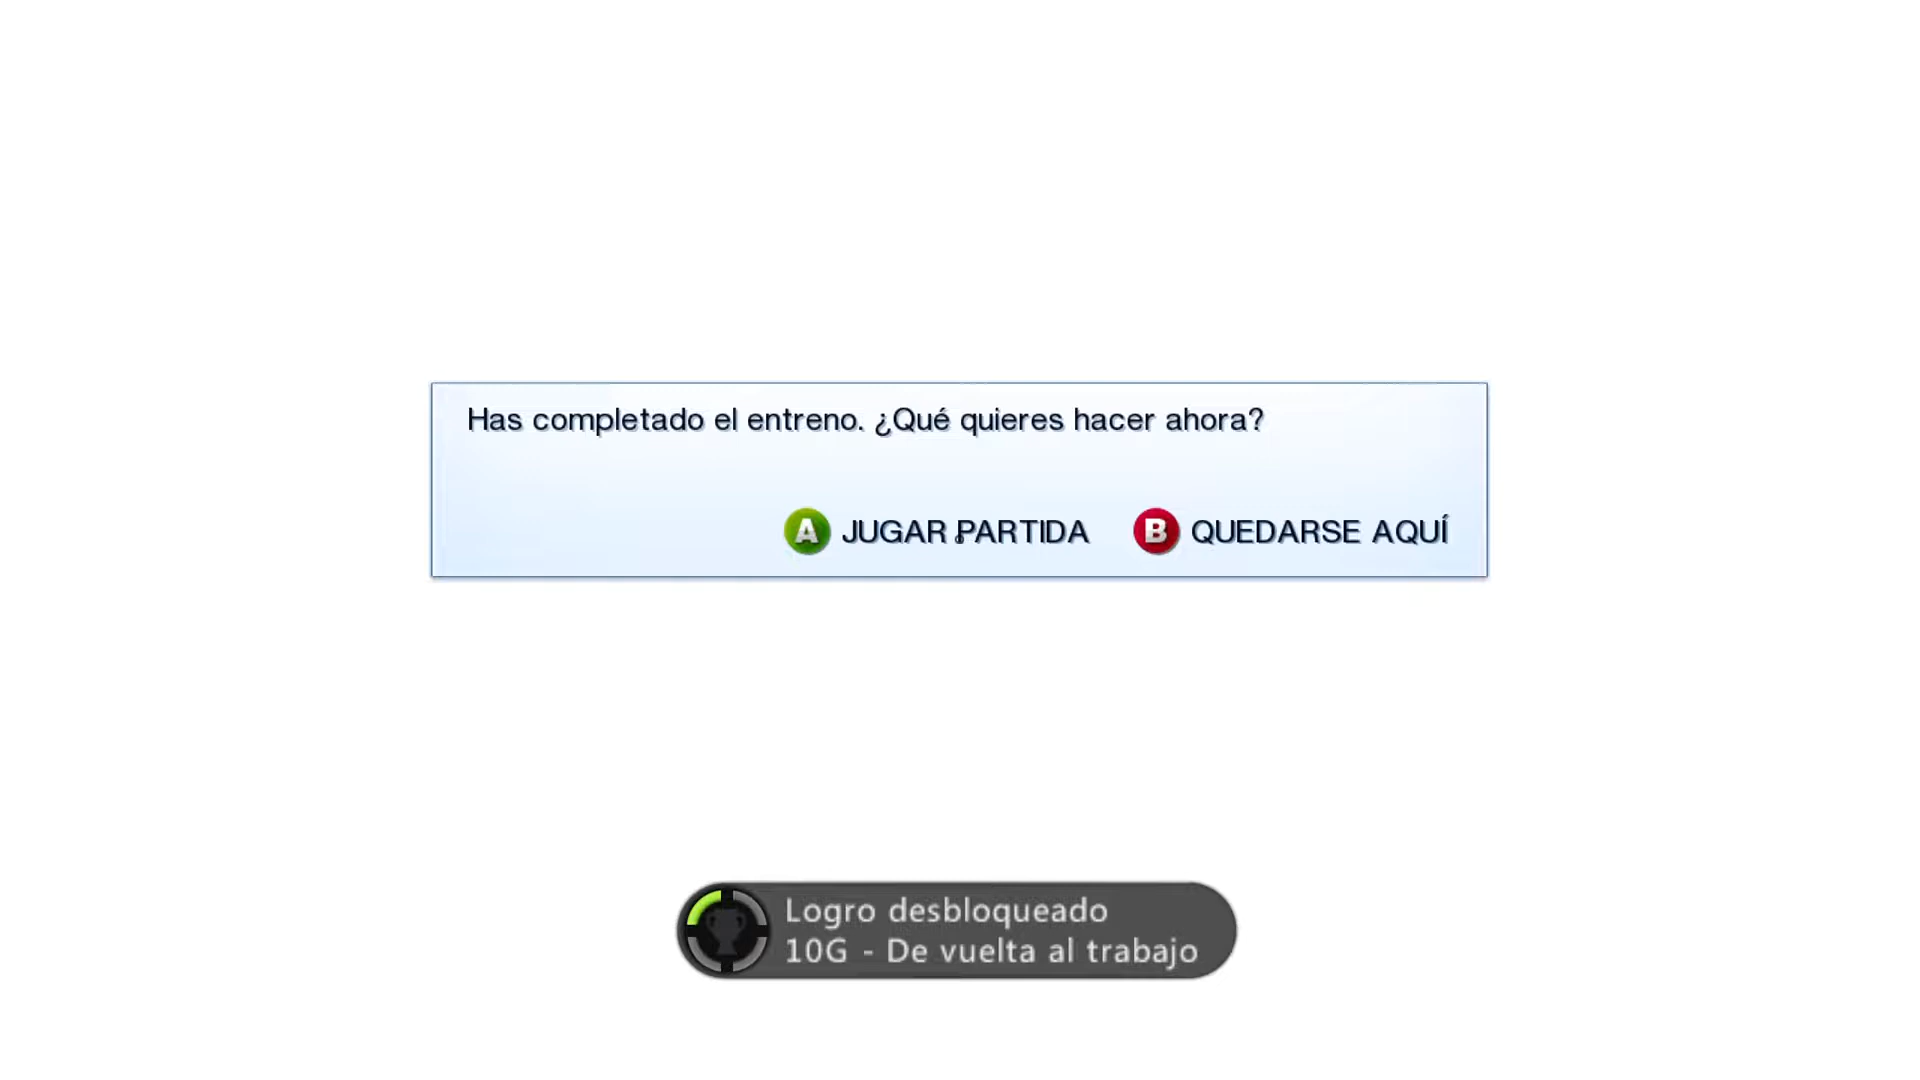 Has completado el entreno. ¿Qué quieres hacer ahora?
A JUGAR PARTIDA B QUEDARSE AQUÍ
Logro desbloqueado
10G - De vuelta al trabajo